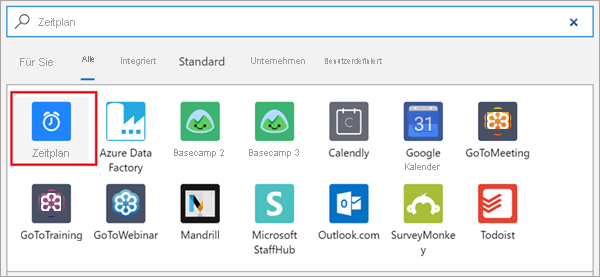 Zeitplan
Für Sie Alle Integriert Standard Unternehmen Benutzerdefiniert
Zeitplan Azure Data Basecamp 2 Basecamp 3 Calendly Google GoToMeeting
Factory Kalender
C 31
GoToTraining GoToWebinar Mandrill Microsoft Outlook.com SurveyMonke Todoist
StaffHub y
S